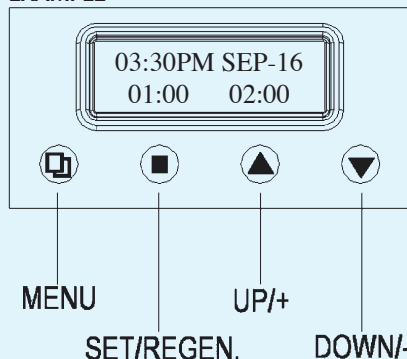 03:30PM SEP-16
01:00 02:00
MENU
UP/+
SET/REGEN.
DOWN/-